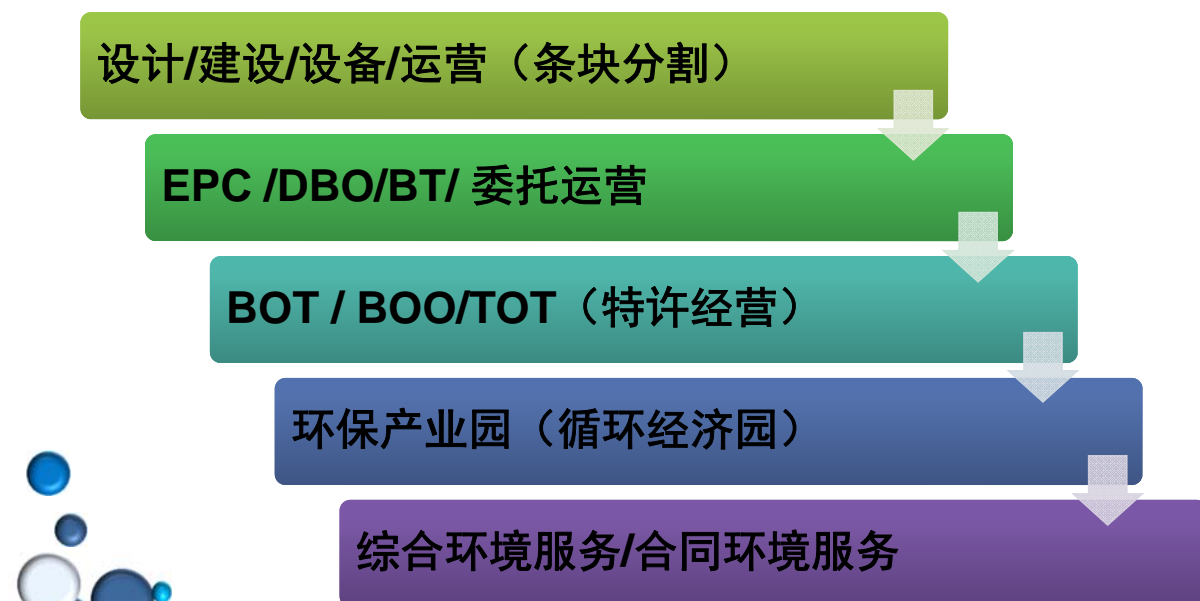 设计/建设/设备/运营（条块分割）
EPC /DBO/BT/ 委托运营
BOT / BOO/TOT（特许经营）
环保产业园（循环经济园）
综合环境服务/合同环境服务